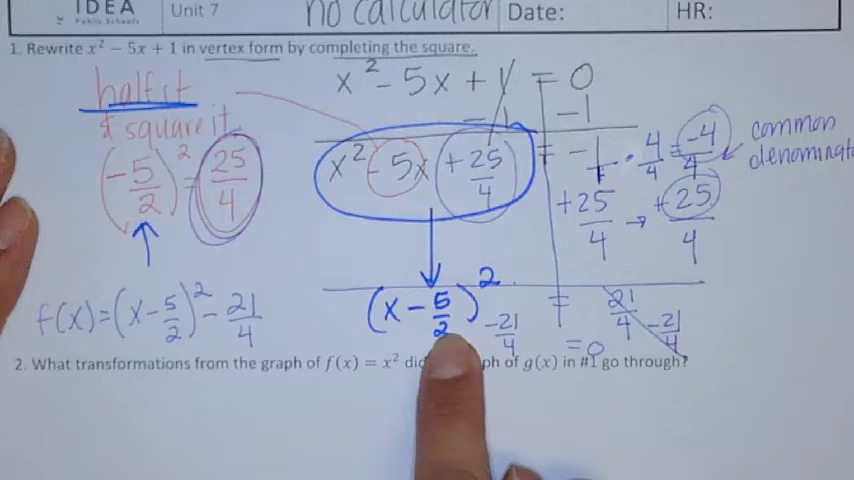 IDEA
Public Schools
Unit 7
no calculator
Date:
HR:
1. Rewrite x² − 5x + 1 in vertex form by completing the square.
half it
& square it
(-5/2)² = 25/4
x² - 5x + 1 = 0
- 1 - 1
x² - 5x + 25/4 = -1/1 · 4/4 = -4/4
common
denominat
+25/4 → +25/4
(x - 5/2)² = 21/4
-21/4 -21/4
= 0
f(x) = (x - 5/2)² - 21/4
2. What transformations from the graph of f(x) = x² did ph of g(x) in #1 go through?